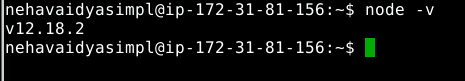 nehavaidyasimpl@ip-172-31-81-156:~$ node -v
v12.18.2
nehavaidyasimpl@ip-172-31-81-156:~$